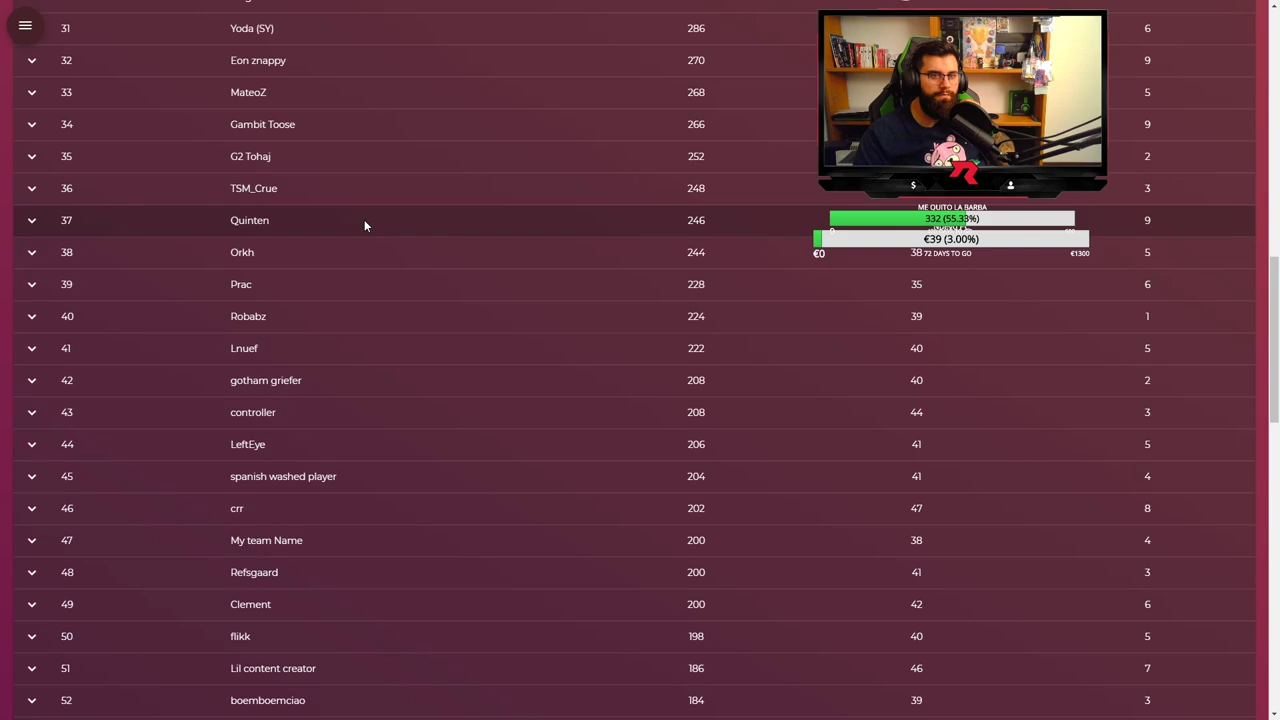 31 Yoda (SY) 286 6
32 Eon znappy 270 9
33 MateoZ 268 5
34 Gambit Toose 266 9
35 G2 Tohaj 252 2
36 TSM_Crue 248 3
$
ME QUITO LA BARBA
332 (55.33%)
37 Quinten 246 9
€39 (3.00%)
€0 72 DAYS TO GO €1300
38 Orkh 244 38 5
39 Prac 228 35 6
40 Robabz 224 39 1
41 Lnuef 222 40 5
42 gotham griefer 208 40 2
43 controller 208 44 3
44 LeftEye 206 41 5
45 spanish washed player 204 41 4
46 crr 202 47 8
47 My team Name 200 38 4
48 Refsgaard 200 41 3
49 Clement 200 42 6
50 flikk 198 40 5
51 Lil content creator 186 46 7
52 boemboemciao 184 39 3